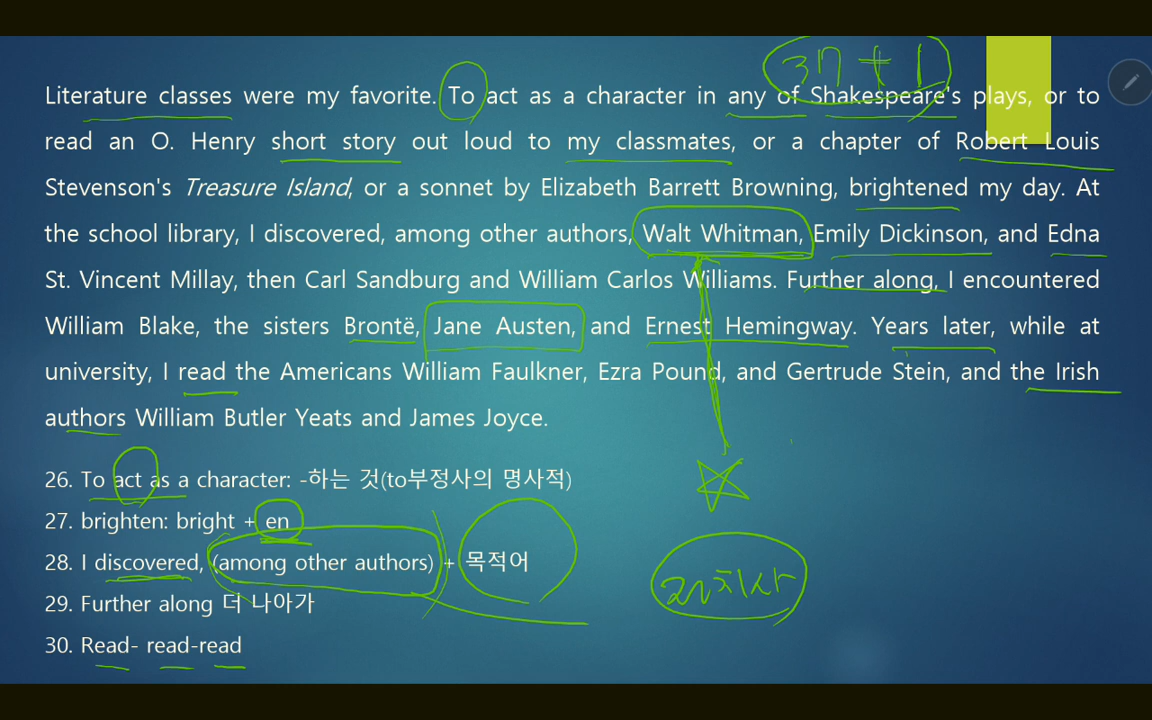 37 + 1
Literature classes were my favorite. To act as a character in any of Shakespeare's plays, or to
read an O. Henry short story out loud to my classmates, or a chapter of Robert Louis
Stevenson's Treasure Island, or a sonnet by Elizabeth Barrett Browning, brightened my day. At
the school library, I discovered, among other authors, Walt Whitman, Emily Dickinson, and Edna
St. Vincent Millay, then Carl Sandburg and William Carlos Williams. Further along, I encountered
William Blake, the sisters Brontë, Jane Austen, and Ernest Hemingway. Years later, while at
university, I read the Americans William Faulkner, Ezra Pound, and Gertrude Stein, and the Irish
authors William Butler Yeats and James Joyce.
26. To act as a character: -하는 것(to부정사의 명사적)
27. brighten: bright + en
28. I discovered, (among other authors) + 목적어
29. Further along 더 나아가
전치사
30. Read- read-read